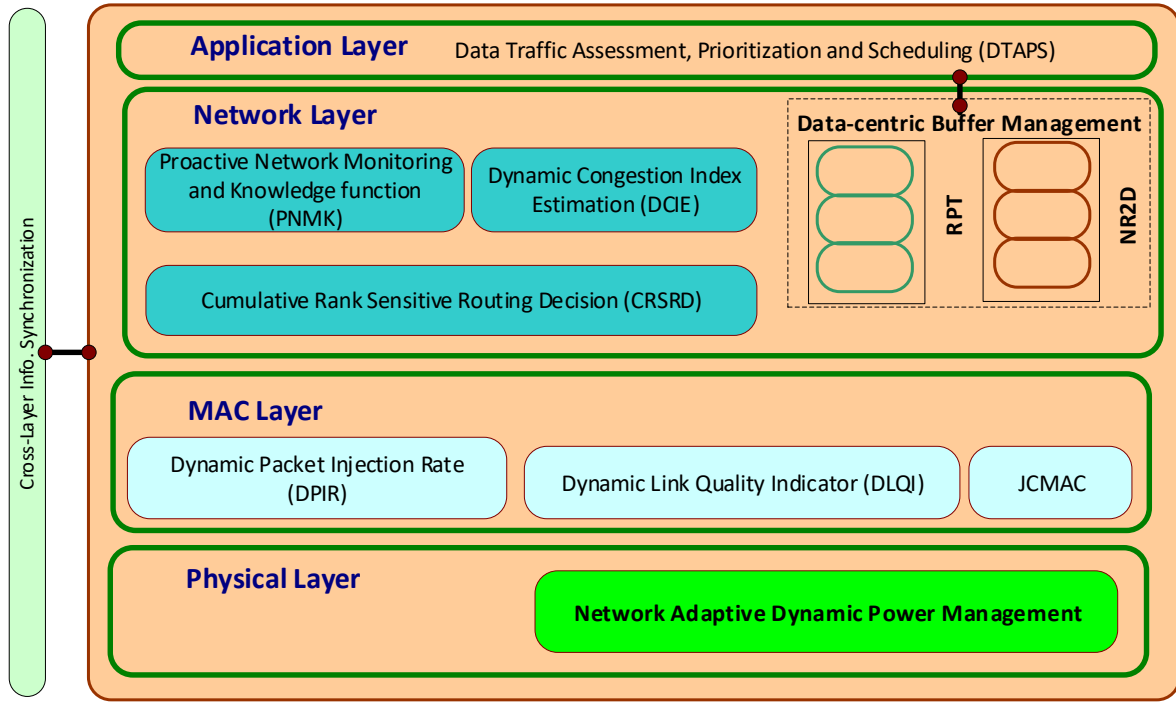 Cross-Layer Info. Synchronization
Application Layer
Data Traffic Assessment, Prioritization and Scheduling (DTAPS)
Network Layer
Data-centric Buffer Management
Proactive Network Monitoring
and Knowledge function
(PNMK)
Dynamic Congestion Index
Estimation (DCIE)
RPT
NR2D
Cumulative Rank Sensitive Routing Decision (CRSRD)
MAC Layer
Dynamic Packet Injection Rate
(DPIR)
Dynamic Link Quality Indicator (DLQI)
JCMAC
Physical Layer
Network Adaptive Dynamic Power Management